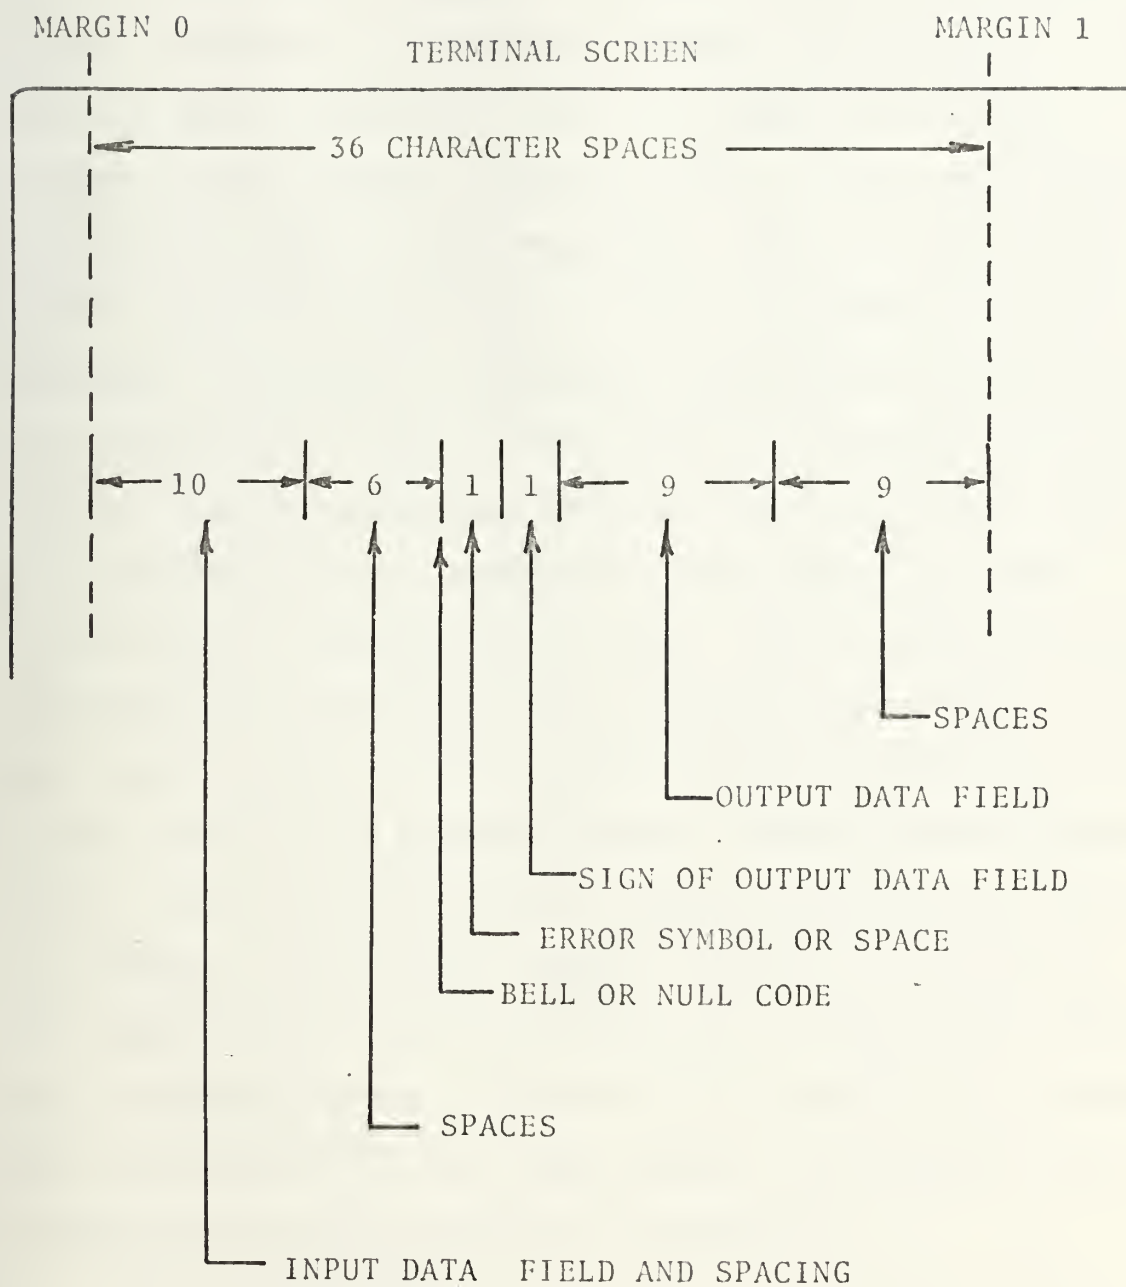 MARGIN 0 MARGIN 1
TERMINAL SCREEN
36 CHARACTER SPACES
10 6 1 1 9 9
SPACES
OUTPUT DATA FIELD
SIGN OF OUTPUT DATA FIELD
ERROR SYMBOL OR SPACE
BELL OR NULL CODE
SPACES
INPUT DATA FIELD AND SPACING